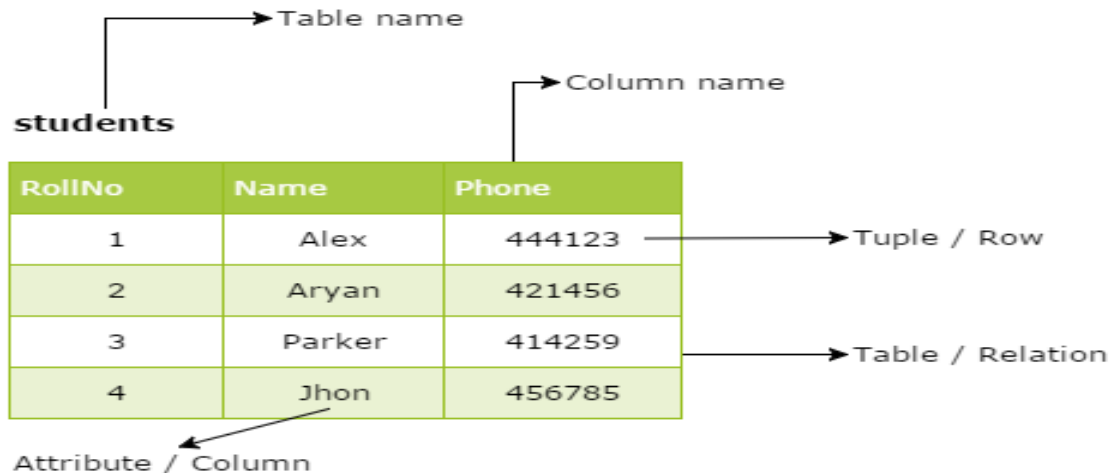 Table name
Column name
students
RollNo Name Phone
1 Alex 444123
Tuple / Row
2 Aryan 421456
3 Parker 414259
Table / Relation
4 Jhon 456785
Attribute / Column